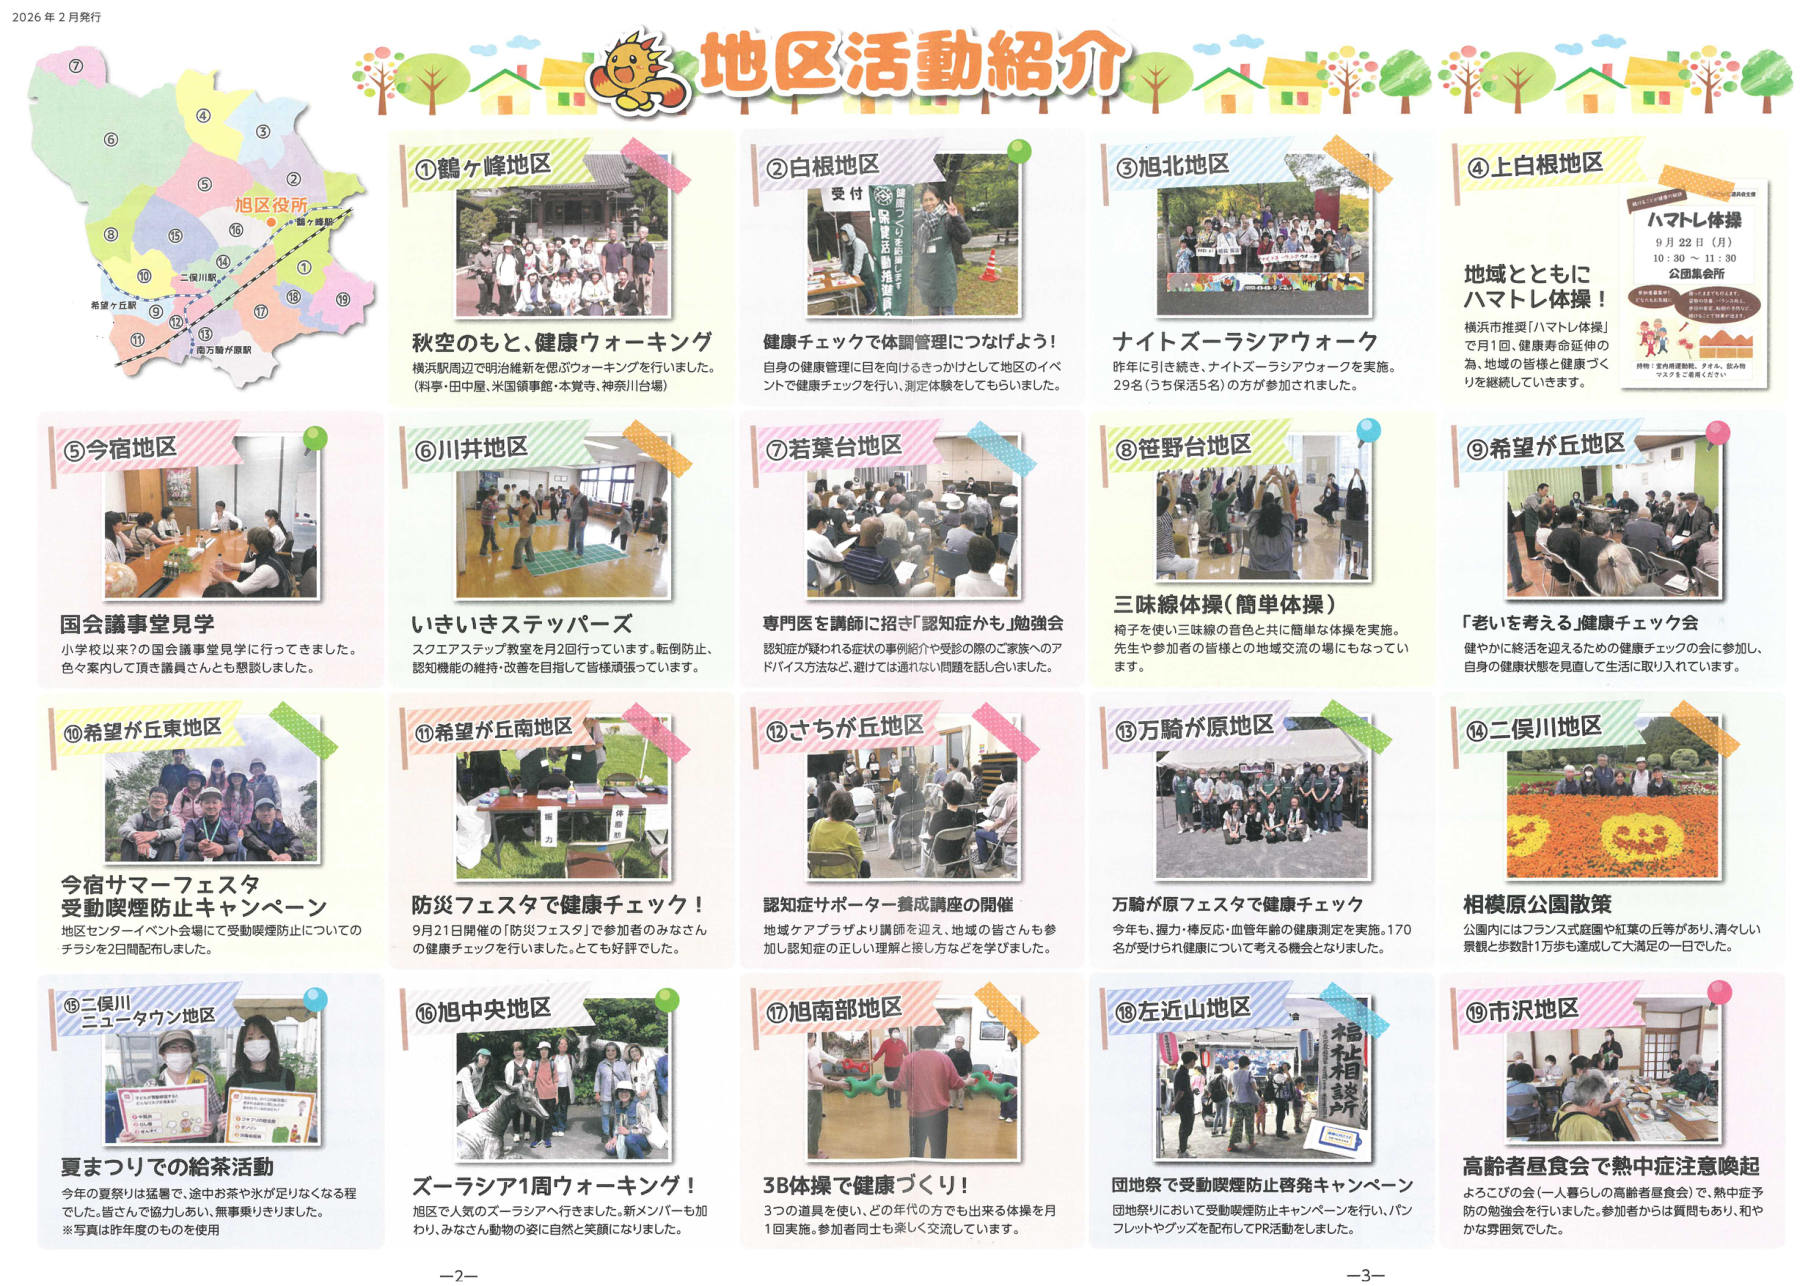 2026年2月発行
地区活動紹介
⑦
④
③
⑥
②
⑤
旭区役所
鶴ヶ峰駅
⑧
⑮
⑯
①
⑭
⑩
二俣川駅
希望ヶ丘駅
⑨
⑱
⑲
⑫
⑰
⑪
⑬
南万騎が原駅
①鶴ヶ峰地区
秋空のもと、健康ウォーキング
横浜駅周辺で明治維新を偲ぶウォーキングを行いました。
(料亭・田中屋、米国領事館・本覚寺、神奈川台場)
②白根地区
受付
健康づくりを応援します
保健活動推進員
健康チェックで体調管理につなげよう!
自身の健康管理に目を向けるきっかけとして地区のイベ
ントで健康チェックを行い、測定体験をしてもらいました。
③旭北地区
ナイトズーラシアウォーク
昨年に引き続き、ナイトズーラシアウォークを実施。
29名(うち保活5名)の方が参加されました。
④上白根地区
ハマトレ体操
9月22日(月)
10:30 ～ 11:30
公団集会所
持物:室内用運動靴、タオル、飲み物
マスクをご着用ください
地域とともに
ハマトレ体操!
横浜市推奨「ハマトレ体操」
で月1回、健康寿命延伸の
為、地域の皆様と健康づく
りを継続していきます。
⑤今宿地区
国会議事堂見学
小学校以来?の国会議事堂見学に行ってきました。
色々案内して頂き議員さんとも懇談しました。
⑥川井地区
いきいきステッパーズ
スクエアステップ教室を月2回行っています。転倒防止、
認知機能の維持・改善を目指して皆様頑張っています。
⑦若葉台地区
専門医を講師に招き「認知症かも」勉強会
認知症が疑われる症状の事例紹介や受診の際のご家族へのア
ドバイス方法など、避けては通れない問題を話し合いました。
⑧笹野台地区
三味線体操(簡単体操)
椅子を使い三味線の音色と共に簡単な体操を実施。
先生や参加者の皆様との地域交流の場にもなってい
ます。
⑨希望が丘地区
「老いを考える」健康チェック会
健やかに終活を迎えるための健康チェックの会に参加し、
自身の健康状態を見直して生活に取り入れています。
⑩希望が丘東地区
今宿サマーフェスタ
受動喫煙防止キャンペーン
地区センターイベント会場にて受動喫煙防止についての
チラシを2日間配布しました。
⑪希望が丘南地区
握力
体脂肪
防災フェスタで健康チェック!
9月21日開催の「防災フェスタ」で参加者のみなさん
の健康チェックを行いました。とても好評でした。
⑫さちが丘地区
認知症サポーター養成講座の開催
地域ケアプラザより講師を迎え、地域の皆さんも参
加し認知症の正しい理解と接し方などを学びました。
⑬万騎が原地区
万騎が原フェスタで健康チェック
今年も、握力・棒反応・血管年齢の健康測定を実施。170
名が受けられ健康について考える機会となりました。
⑭二俣川地区
相模原公園散策
公園内にはフランス式庭園や紅葉の丘等があり、清々しい
景観と歩数計1万歩も達成して大満足の一日でした。
⑮二俣川
ニュータウン地区
夏まつりでの給茶活動
今年の夏祭りは猛暑で、途中お茶や氷が足りなくなる程
でした。皆さんで協力しあい、無事乗りきりました。
※写真は昨年度のものを使用
⑯旭中央地区
ズーラシア1周ウォーキング!
旭区で人気のズーラシアへ行きました。新メンバーも加
わり、みなさん動物の姿に自然と笑顔になりました。
⑰旭南部地区
3B体操で健康づくり!
3つの道具を使い、どの年代の方でも出来る体操を月
1回実施。参加者同士も楽しく交流しています。
⑱左近山地区
福祉相談所
団地祭で受動喫煙防止啓発キャンペーン
団地祭りにおいて受動喫煙防止キャンペーンを行い、パン
フレットやグッズを配布してPR活動をしました。
⑲市沢地区
高齢者昼食会で熱中症注意喚起
よろこびの会(一人暮らしの高齢者昼食会)で、熱中症予
防の勉強会を行いました。参加者からは質問もあり、和や
かな雰囲気でした。
—2—
—3—